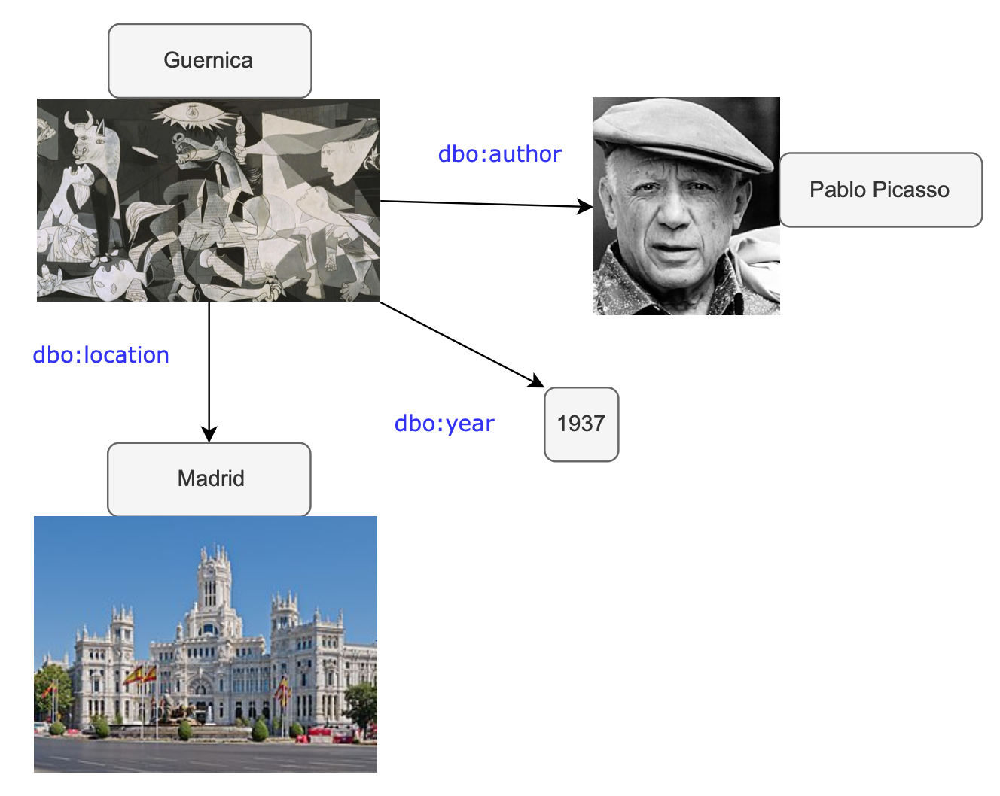 Guernica
dbo:author
Pablo Picasso
dbo:location
dbo:year
1937
Madrid